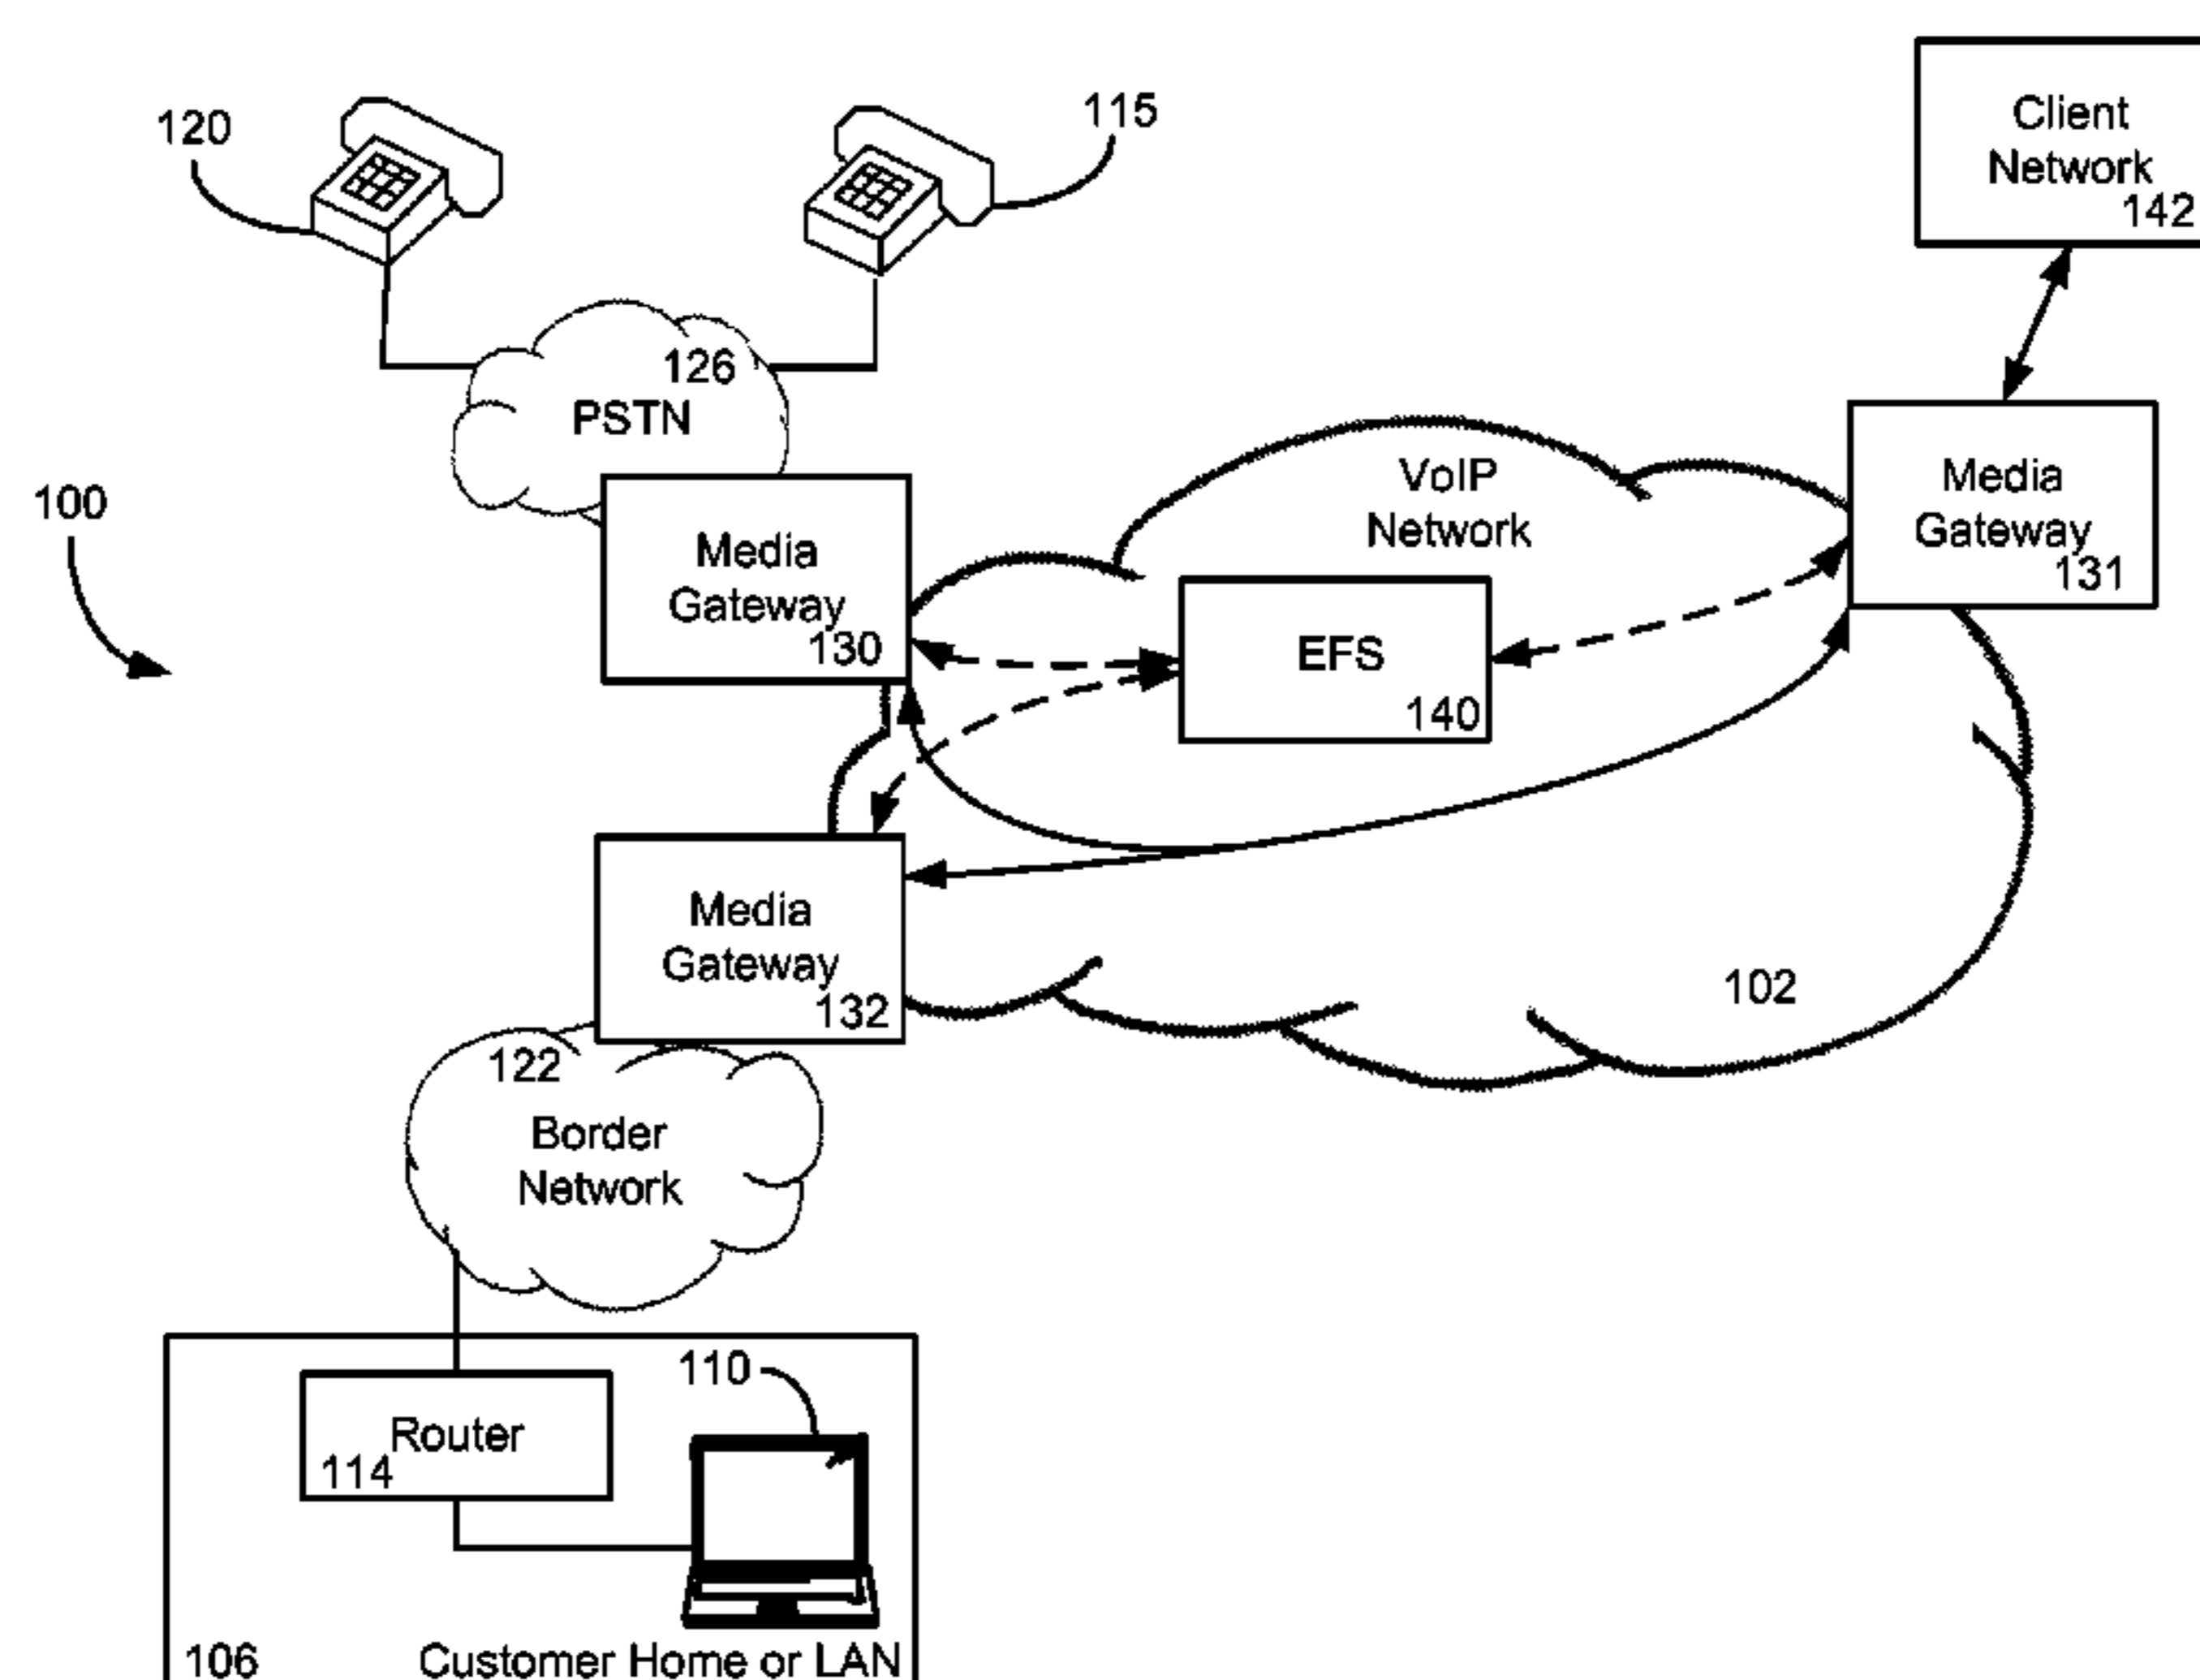 120
115
Client
Network
142
126
PSTN
100
VoIP
Network
Media
Gateway
131
Media
Gateway
130
EFS
140
Media
Gateway
132
102
122
Border
Network
110
Router
114
106
Customer Home or LAN